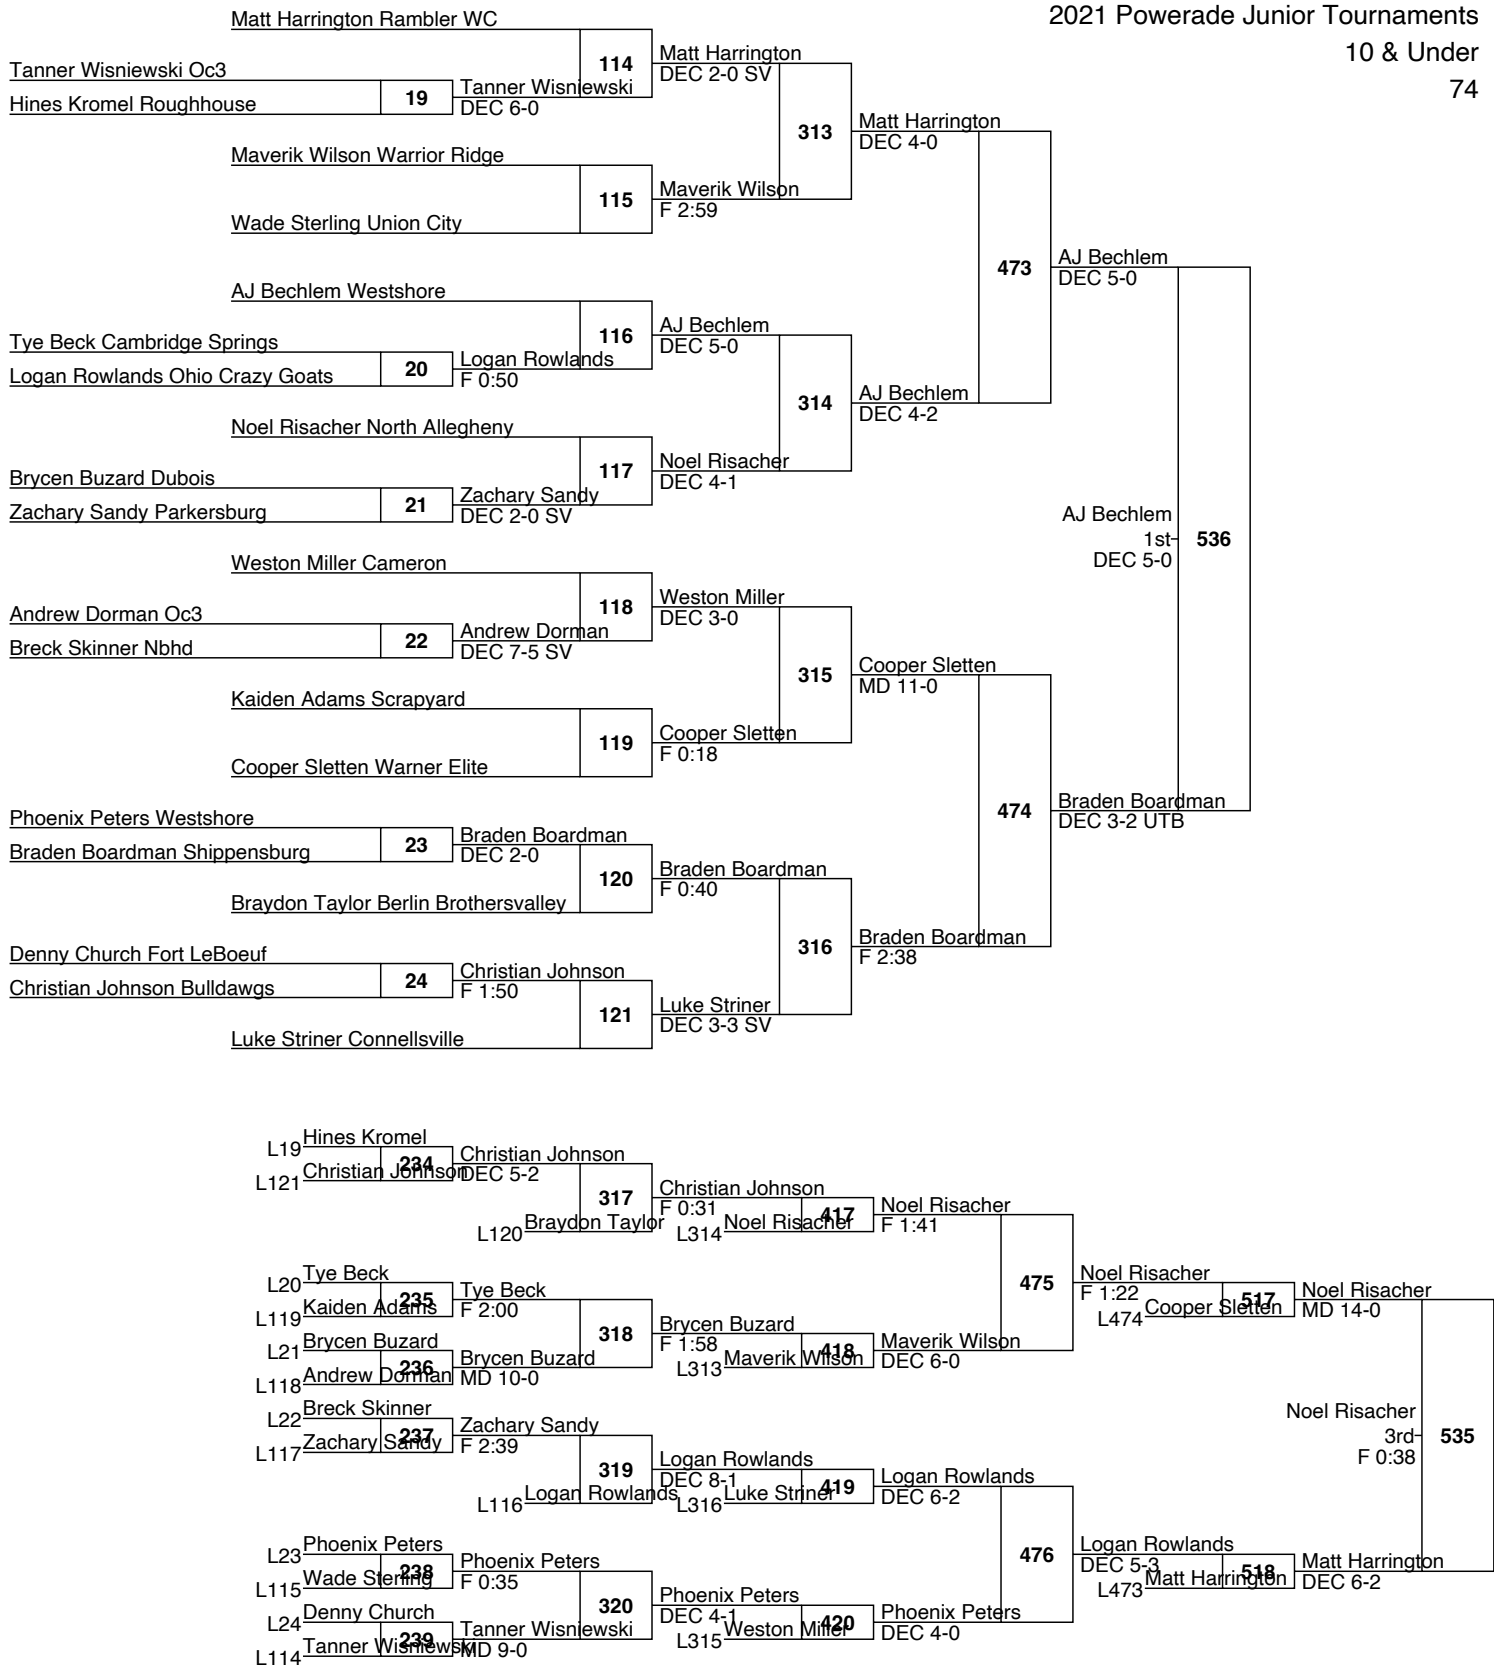 2021 Powerade Junior Tournaments
10 & Under
74
Matt Harrington Rambler WC
114
Matt Harrington
DEC 2-0 SV
Tanner Wisniewski Oc3
19
Tanner Wisniewski
DEC 6-0
Hines Kromel Roughhouse
313
Matt Harrington
DEC 4-0
Maverik Wilson Warrior Ridge
115
Maverik Wilson
F 2:59
Wade Sterling Union City
473
AJ Bechlem
DEC 5-0
AJ Bechlem Westshore
116
AJ Bechlem
DEC 5-0
Tye Beck Cambridge Springs
20
Logan Rowlands
F 0:50
Logan Rowlands Ohio Crazy Goats
314
AJ Bechlem
DEC 4-2
Noel Risacher North Allegheny
117
Noel Risacher
DEC 4-1
Brycen Buzard Dubois
21
Zachary Sandy
DEC 2-0 SV
Zachary Sandy Parkersburg
AJ Bechlem
1st
DEC 5-0
536
Weston Miller Cameron
118
Weston Miller
DEC 3-0
Andrew Dorman Oc3
22
Andrew Dorman
DEC 7-5 SV
Breck Skinner Nbhd
315
Cooper Sletten
MD 11-0
Kaiden Adams Scrapyard
119
Cooper Sletten
F 0:18
Cooper Sletten Warner Elite
474
Braden Boardman
DEC 3-2 UTB
Phoenix Peters Westshore
23
Braden Boardman
DEC 2-0
Braden Boardman Shippensburg
120
Braden Boardman
F 0:40
Braydon Taylor Berlin Brothersvalley
316
Braden Boardman
F 2:38
Denny Church Fort LeBoeuf
24
Christian Johnson
F 1:50
Christian Johnson Bulldawgs
121
Luke Striner
DEC 3-3 SV
Luke Striner Connellsville
L19
Hines Kromel
234
Christian Johnson
DEC 5-2
L121
Christian Johnson
317
Christian Johnson
F 0:31
L120
Braydon Taylor
L314
Noel Risacher
417
Noel Risacher
F 1:41
L20
Tye Beck
235
Tye Beck
F 2:00
L119
Kaiden Adams
475
Noel Risacher
F 1:22
L474
Cooper Sletten
517
Noel Risacher
MD 14-0
318
Brycen Buzard
F 1:58
L21
Brycen Buzard
236
Brycen Buzard
MD 10-0
L118
Andrew Dorman
L313
Maverik Wilson
418
Maverik Wilson
DEC 6-0
L22
Breck Skinner
237
Zachary Sandy
F 2:39
L117
Zachary Sandy
Noel Risacher
3rd
F 0:38
535
319
Logan Rowlands
DEC 8-1
L116
Logan Rowlands
L316
Luke Striner
419
Logan Rowlands
DEC 6-2
L23
Phoenix Peters
238
Phoenix Peters
F 0:35
L115
Wade Sterling
476
Logan Rowlands
DEC 5-3
L473
Matt Harrington
518
Matt Harrington
DEC 6-2
320
Phoenix Peters
DEC 4-1
L24
Denny Church
239
Tanner Wisniewski
MD 9-0
L114
Tanner Wisniewski
L315
Weston Miller
420
Phoenix Peters
DEC 4-0